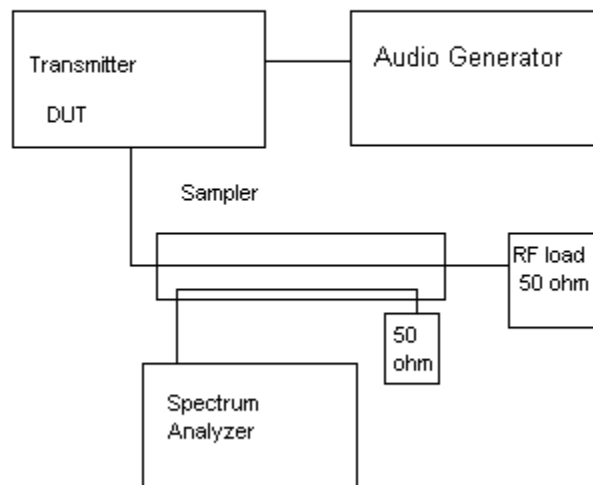 Transmitter
DUT
Audio Generator
Sampler
RF load
50 ohm
50
ohm
Spectrum
Analyzer